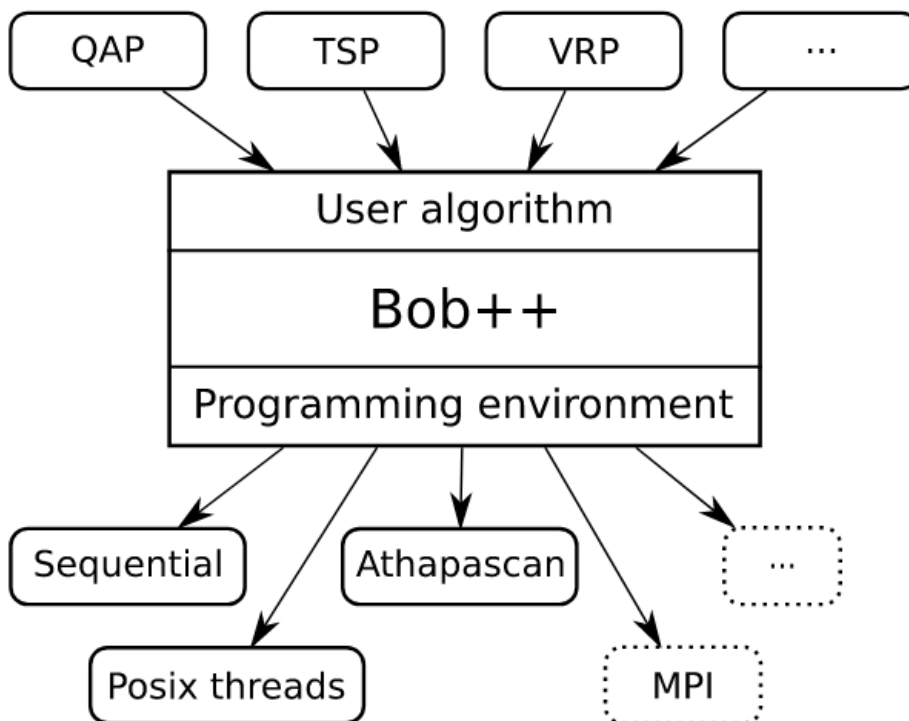 QAP
TSP
VRP
...
User algorithm
Bob++
Programming environment
Sequential
Athapascan
...
Posix threads
MPI